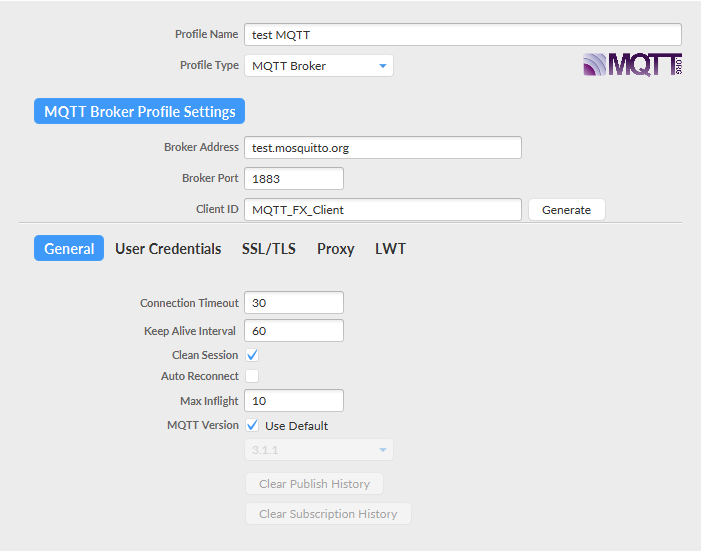 Profile Name test MQTT
Profile Type MQTT Broker
MQTT.ORG
MQTT Broker Profile Settings
Broker Address test.mosquitto.org
Broker Port 1883
Client ID MQTT_FX_Client Generate
General User Credentials SSL/TLS Proxy LWT
Connection Timeout 30
Keep Alive Interval 60
Clean Session
Auto Reconnect
Max Inflight 10
MQTT Version Use Default
3.1.1
Clear Publish History
Clear Subscription History